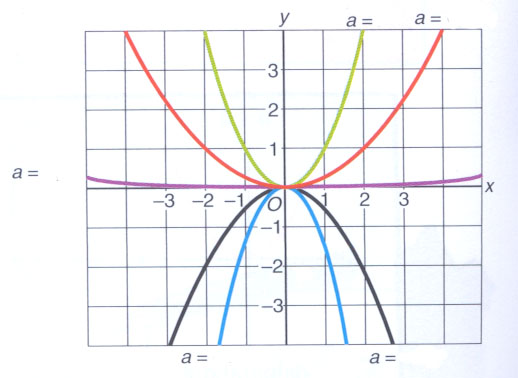 y
a = a =
3
2
1
a =
x
−3 −2 −1 O 1 2 3
−1
−2
−3
a = a =